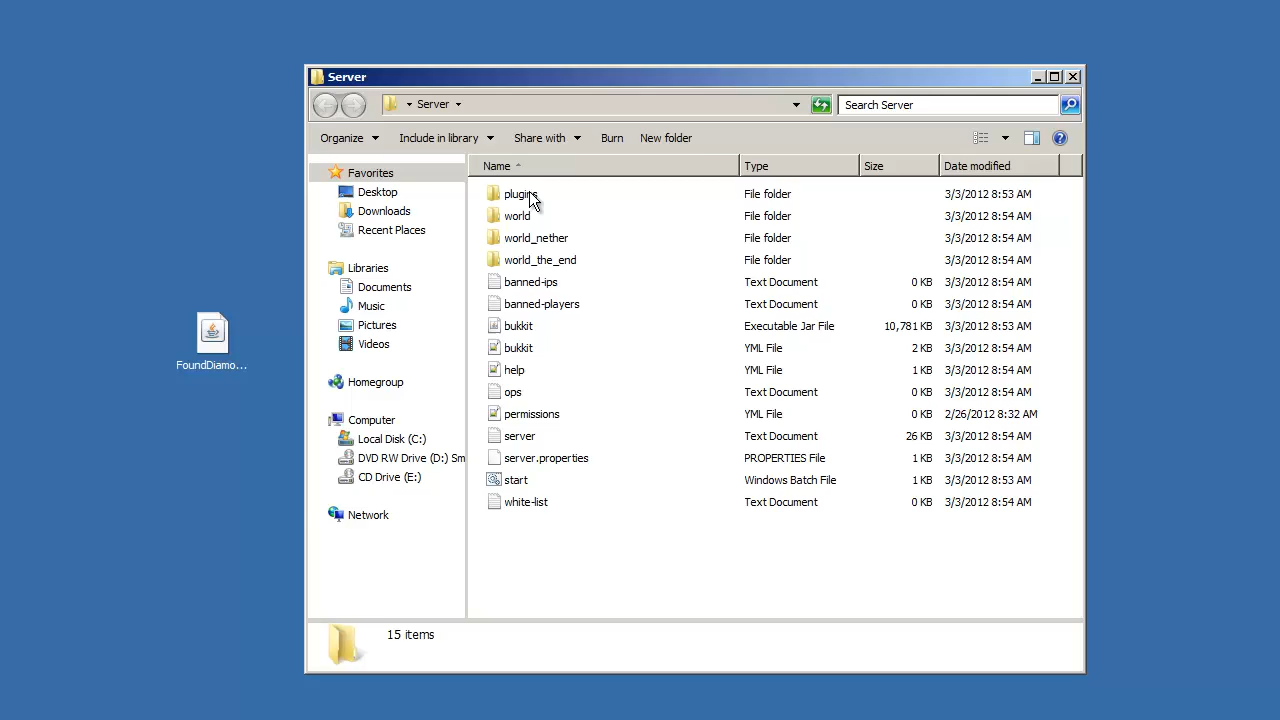 Server
Server
Search Server
Organize Include in library Share with Burn New folder
Name Type Size Date modified
Favorites
Desktop
Downloads
Recent Places
Libraries
Documents
Music
Pictures
Videos
Homegroup
Computer
Local Disk (C:)
DVD RW Drive (D:) Sm
CD Drive (E:)
Network
plugins File folder 3/3/2012 8:53 AM
world File folder 3/3/2012 8:54 AM
world_nether File folder 3/3/2012 8:54 AM
world_the_end File folder 3/3/2012 8:54 AM
banned-ips Text Document 0 KB 3/3/2012 8:54 AM
banned-players Text Document 0 KB 3/3/2012 8:54 AM
bukkit Executable Jar File 10,781 KB 3/3/2012 8:53 AM
bukkit YML File 2 KB 3/3/2012 8:54 AM
help YML File 1 KB 3/3/2012 8:54 AM
ops Text Document 0 KB 3/3/2012 8:54 AM
permissions YML File 0 KB 2/26/2012 8:32 AM
server Text Document 26 KB 3/3/2012 8:54 AM
server.properties PROPERTIES File 1 KB 3/3/2012 8:54 AM
start Windows Batch File 1 KB 3/3/2012 8:53 AM
white-list Text Document 0 KB 3/3/2012 8:54 AM
FoundDiamo...
15 items